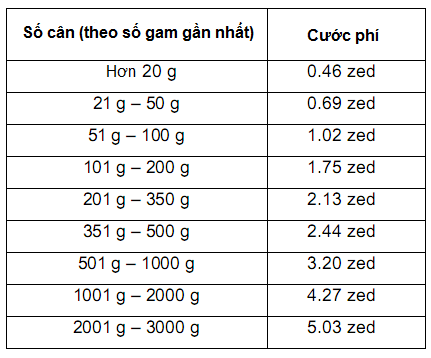 Số cân (theo số gam gần nhất) Cước phí
Hơn 20 g 0.46 zed
21 g – 50 g 0.69 zed
51 g – 100 g 1.02 zed
101 g – 200 g 1.75 zed
201 g – 350 g 2.13 zed
351 g – 500 g 2.44 zed
501 g – 1000 g 3.20 zed
1001 g – 2000 g 4.27 zed
2001 g – 3000 g 5.03 zed